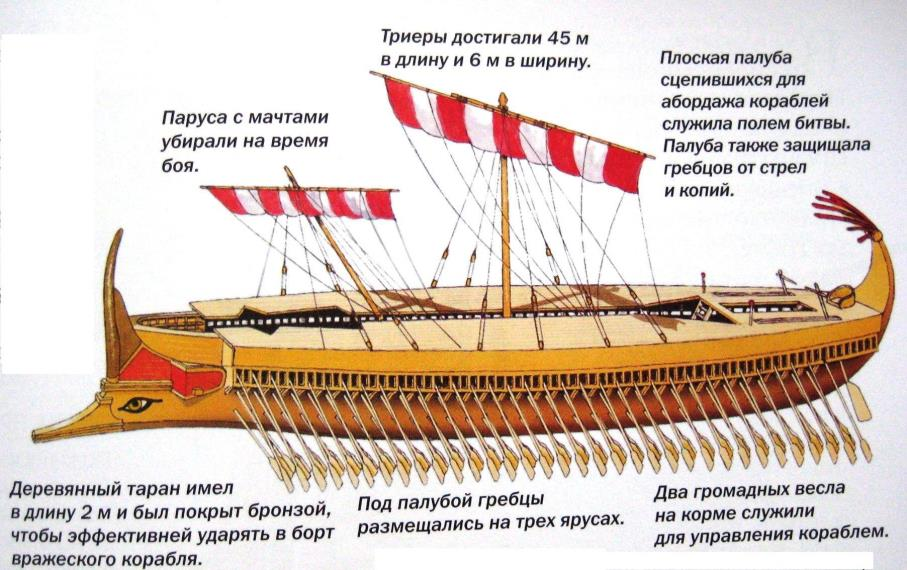 Триеры достигали 45 м
в длину и 6 м в ширину.
Плоская палуба
сцепившихся для
абордажа кораблей
служила полем битвы.
Палуба также защищала
гребцов от стрел
и копий.
Паруса с мачтами
убирали на время
боя.
Деревянный таран имел
в длину 2 м и был покрыт бронзой,
чтобы эффективней ударять в борт
вражеского корабля.
Под палубой гребцы
размещались на трех ярусах.
Два громадных весла
на корме служили
для управления кораблем.